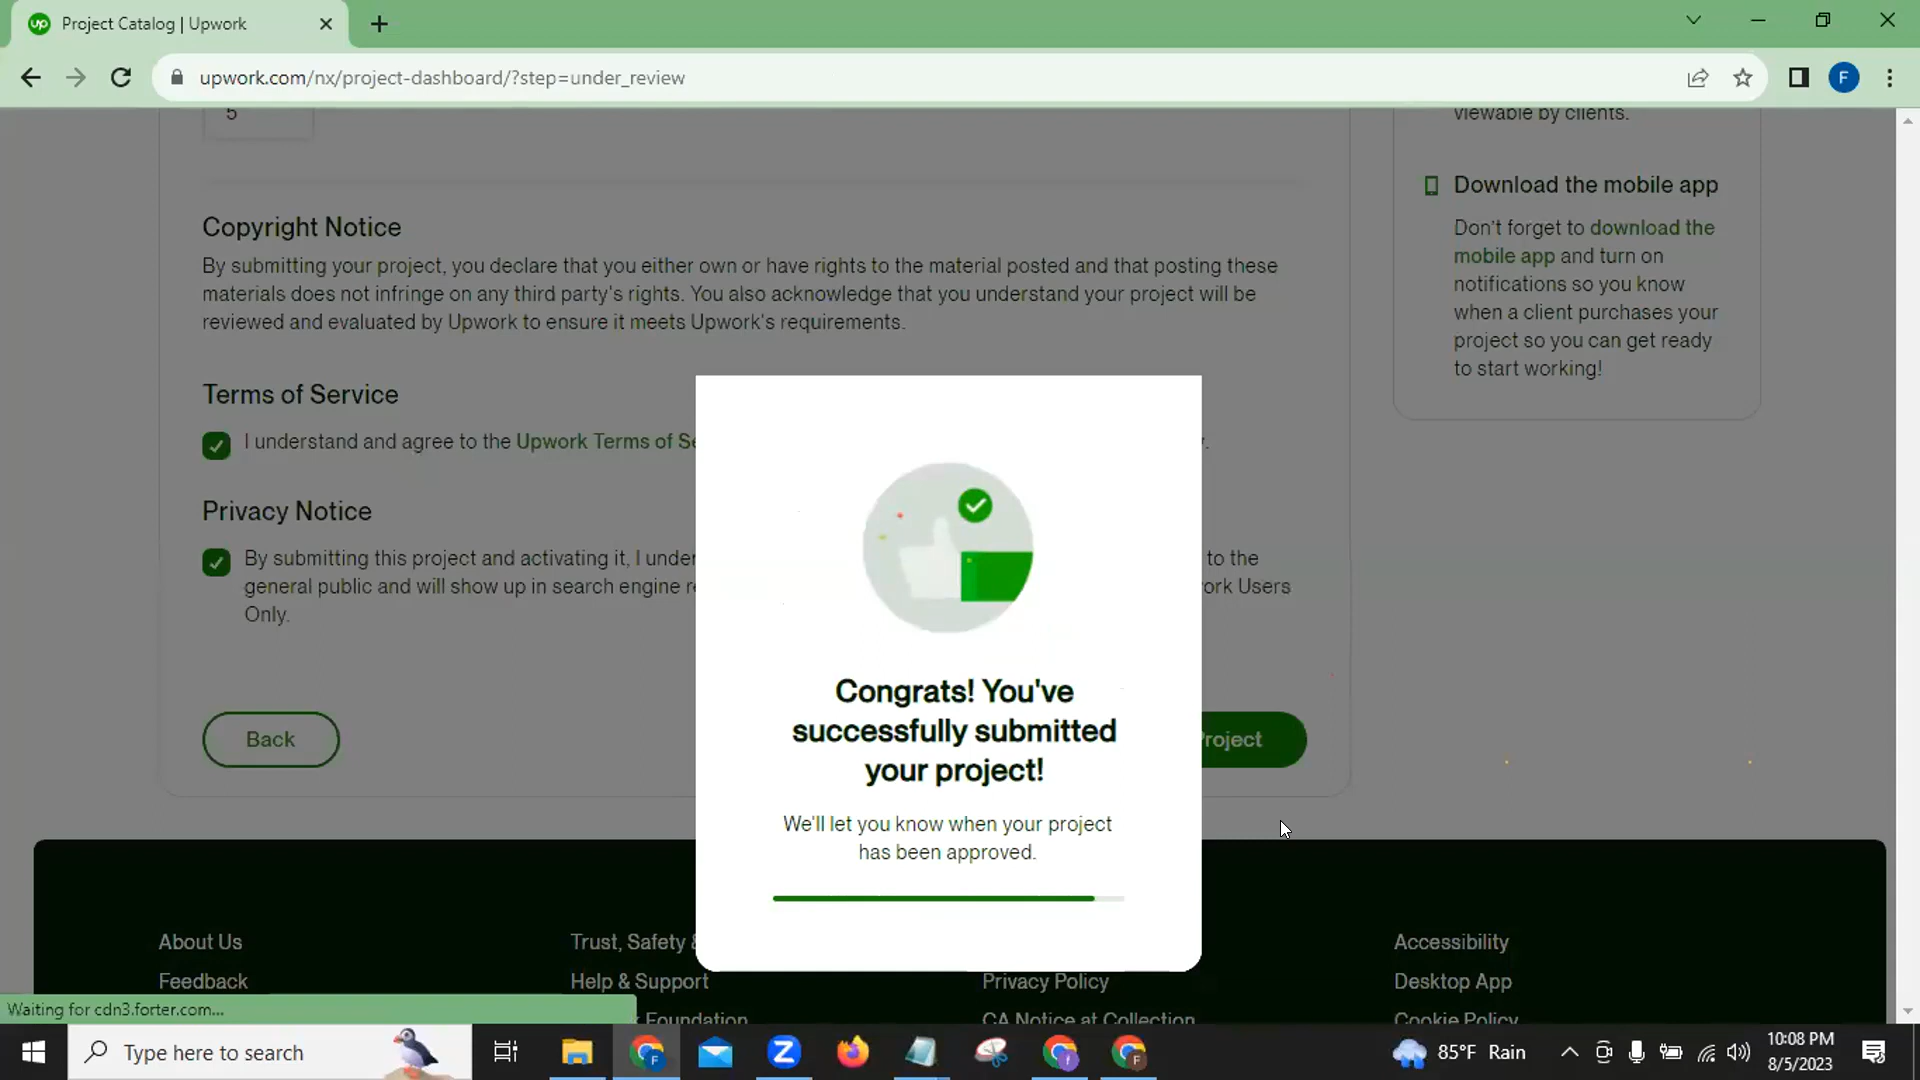 up Project Catalog | Upwork
upwork.com/nx/project-dashboard/?step=under_review
F
5
viewable by clients.
Download the mobile app
Don't forget to download the
mobile app and turn on
notifications so you know
when a client purchases your
project so you can get ready
to start working!
Copyright Notice
By submitting your project, you declare that you either own or have rights to the material posted and that posting these
materials does not infringe on any third party's rights. You also acknowledge that you understand your project will be
reviewed and evaluated by Upwork to ensure it meets Upwork's requirements.
Terms of Service
I understand and agree to the Upwork Terms of
Privacy Notice
By submitting this project and activating it, I to the
general public and will show up in search engine Users
Only.
Back
Project
Congrats! You've
successfully submitted
your project!
We'll let you know when your project
has been approved.
About Us
Trust, Safety &
Accessibility
Feedback
Help & Support
Privacy Policy
Desktop App
Foundation
CA Notice at Collection
Cookie Policy
Waiting for cdn3.forter.com...
Type here to search
85°F Rain
10:08 PM
8/5/2023